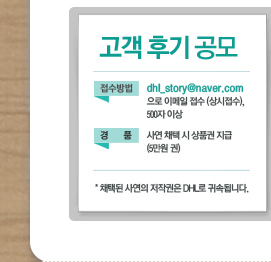 고객 후기 공모
접수방법 dhl_story@naver.com
으로 이메일 접수 (상시접수),
500자 이상
경 품 사연 채택 시 상품권 지급
(5만원 권)
* 채택된 사연의 저작권은 DHL로 귀속됩니다.